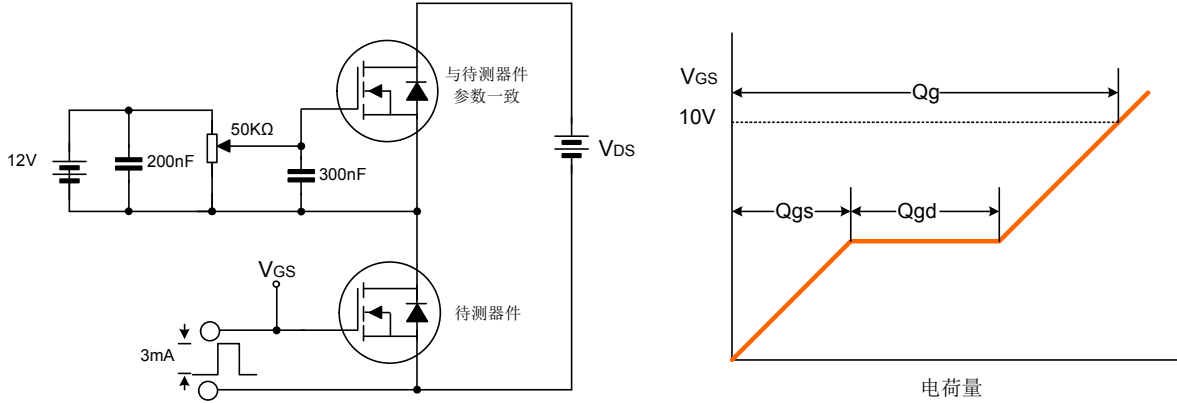 与待测器件
参数一致
12V
200nF
50KΩ
300nF
VDS
VGS
待测器件
3mA
VGS
10V
Qg
Qgs
Qgd
电荷量